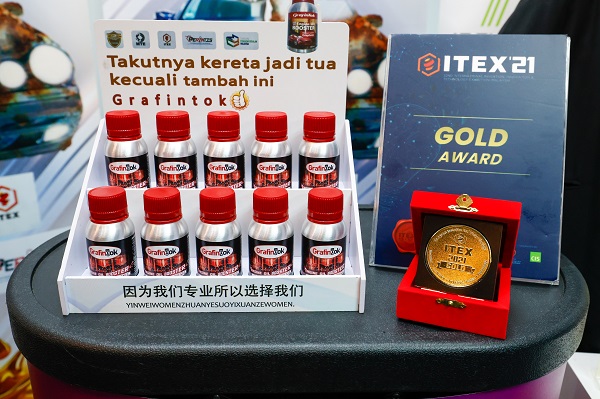 Grafintok
BOOSTER
ITEX
Takutnya kereta jadi tua
kecuali tambah ini
Grafintok
GrafinTok
GrafinTok
GrafinTok
GrafinTok
GrafinTok
GrafinTok
GrafinTok
GrafinTok
GrafinTok
GrafinTok
因为我们专业所以选择我们
YINWEIWOMENZHUANYESUOYIXUANZEWOMEN.
ITEX'21
GOLD
AWARD
ITEX
2021
GOLD